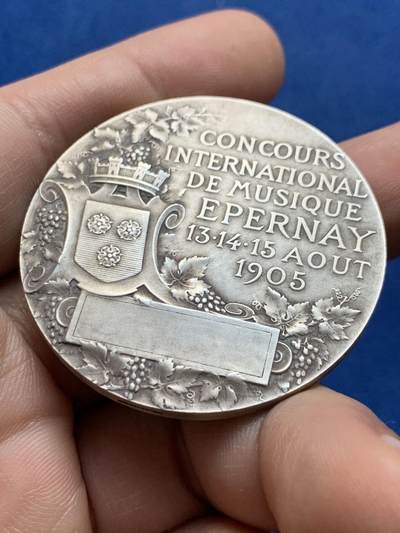 CONCOURS
INTERNATIONAL
DE MUSIQUE
EPERNAY
13·14·15 AOUT
1905